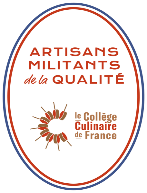 ARTISANS
MILITANTS
de la QUALITÉ
le Collège
Culinaire
de France